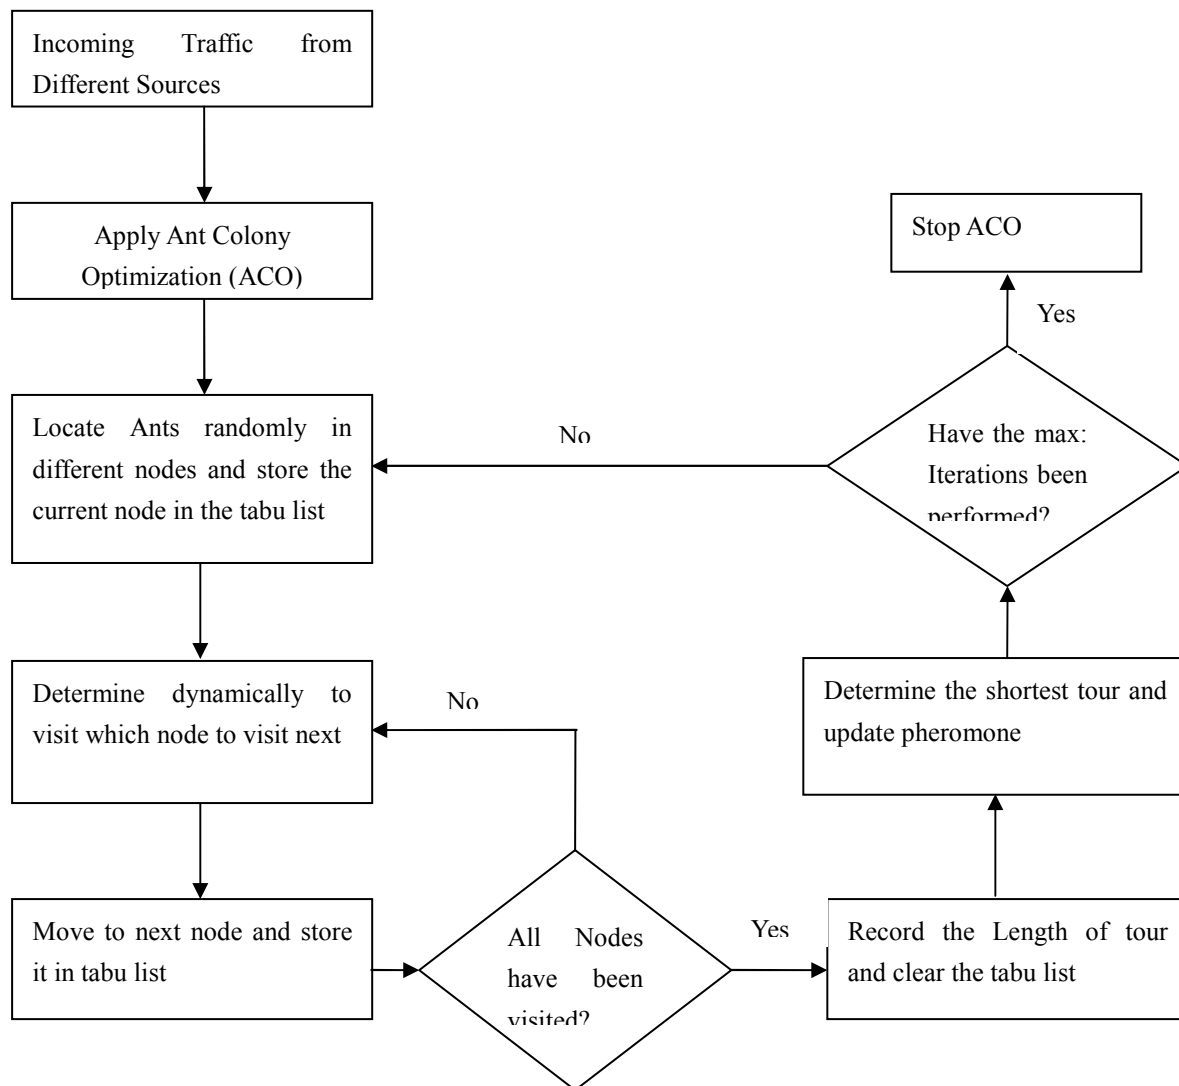 Incoming Traffic from
Different Sources
Apply Ant Colony
Optimization (ACO)
Stop ACO
Yes
Locate Ants randomly in
different nodes and store the
current node in the tabu list
No
Have the max:
Iterations been
performed?
Determine dynamically to
visit which node to visit next
No
Determine the shortest tour and
update pheromone
Move to next node and store
it in tabu list
All Nodes
have been
visited?
Yes
Record the Length of tour
and clear the tabu list